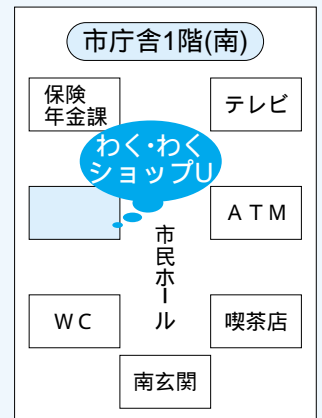 市庁舎1階(南)
保険
年金課
テレビ
わく・わく
ショップU
ATM
市民ホール
WC
喫茶店
南玄関